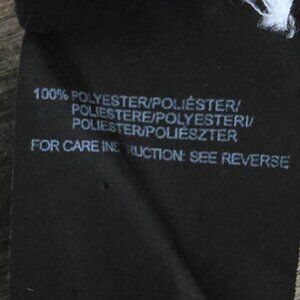 100% POLYESTER/POLIÉSTER/
POLIESTERE/POLYESTERI/
POLIESTER/POLIÉSZTER
FOR CARE INSTRUCTION: SEE REVERSE